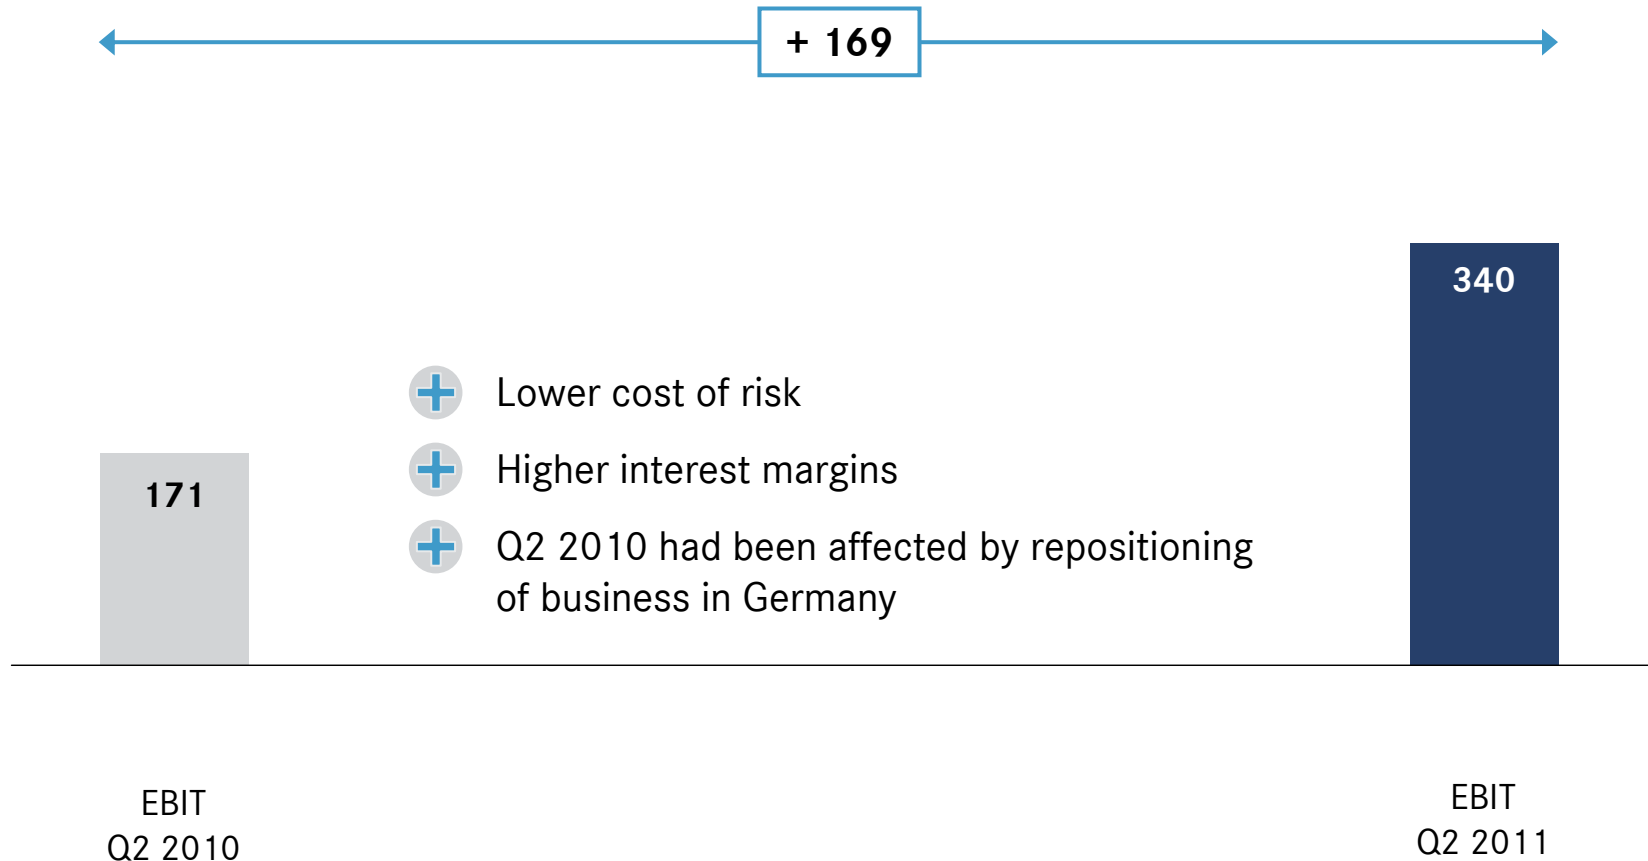 + 169
340
171
Lower cost of risk
Higher interest margins
Q2 2010 had been affected by repositioning
of business in Germany
EBIT
Q2 2010
EBIT
Q2 2011